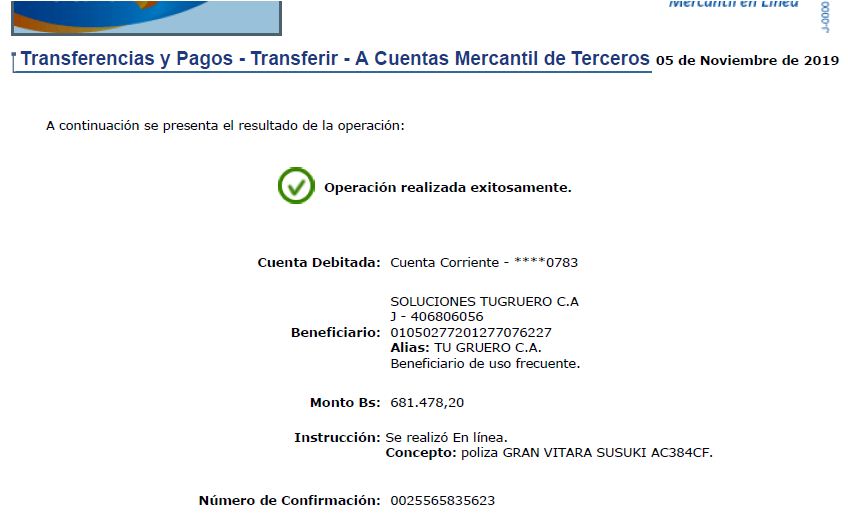 Mercantil en Línea
Transferencias y Pagos - Transferir - A Cuentas Mercantil de Terceros 05 de Noviembre de 2019
A continuación se presenta el resultado de la operación:
Operación realizada exitosamente.
Cuenta Debitada: Cuenta Corriente - ****0783
SOLUCIONES TUGRUERO C.A
J - 406806056
Beneficiario: 01050277201277076227
Alias: TU GRUERO C.A.
Beneficiario de uso frecuente.
Monto Bs: 681.478,20
Instrucción: Se realizó En línea.
Concepto: poliza GRAN VITARA SUSUKI AC384CF.
Número de Confirmación: 0025565835623